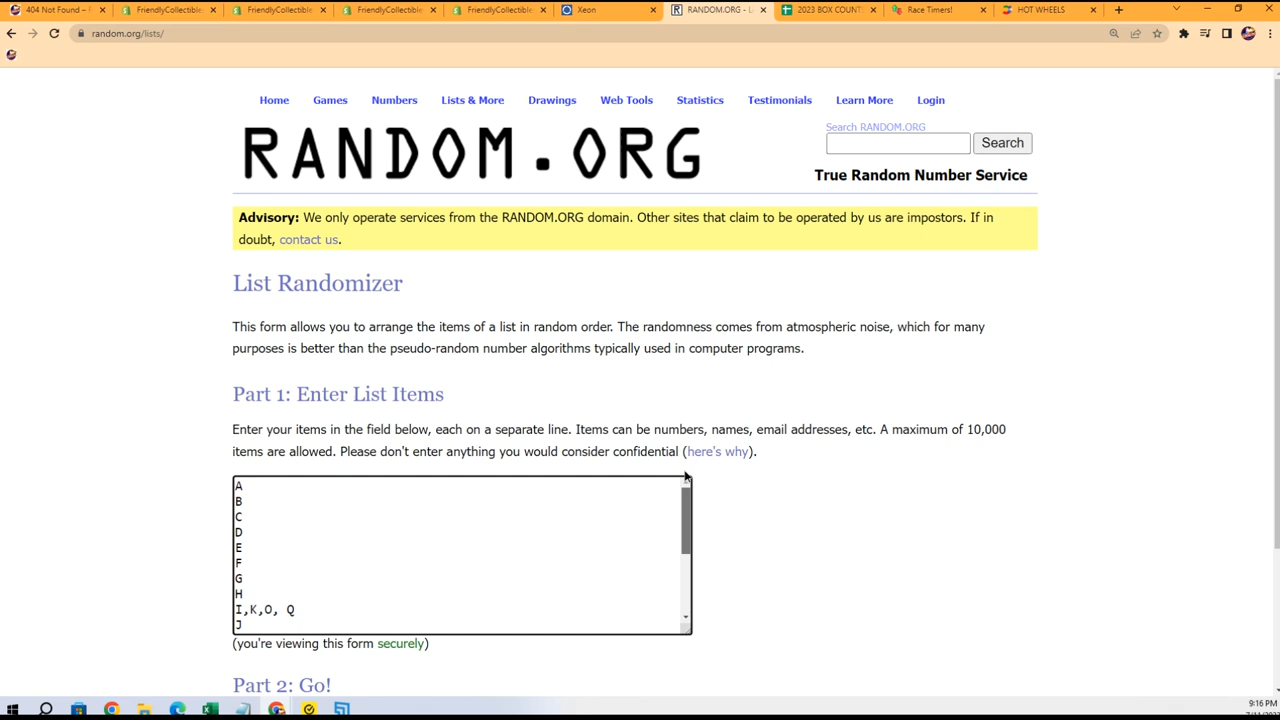 404 Not Found –
FriendlyCollectible
FriendlyCollectible
FriendlyCollectible
FriendlyCollectible
Xeon
RANDOM.ORG - L
2023 BOX COUNT
Race Timers!
HOT WHEELS
random.org/lists/
Home Games Numbers Lists & More Drawings Web Tools Statistics Testimonials Learn More Login
RANDOM.ORG
Search RANDOM.ORG
Search
True Random Number Service
Advisory: We only operate services from the RANDOM.ORG domain. Other sites that claim to be operated by us are impostors. If in
doubt, contact us.
List Randomizer
This form allows you to arrange the items of a list in random order. The randomness comes from atmospheric noise, which for many
purposes is better than the pseudo-random number algorithms typically used in computer programs.
Part 1: Enter List Items
Enter your items in the field below, each on a separate line. Items can be numbers, names, email addresses, etc. A maximum of 10,000
items are allowed. Please don't enter anything you would consider confidential (here's why).
A
B
C
D
E
F
G
H
I,K,O, Q
J
(you're viewing this form securely)
Part 2: Go!
9:16 PM